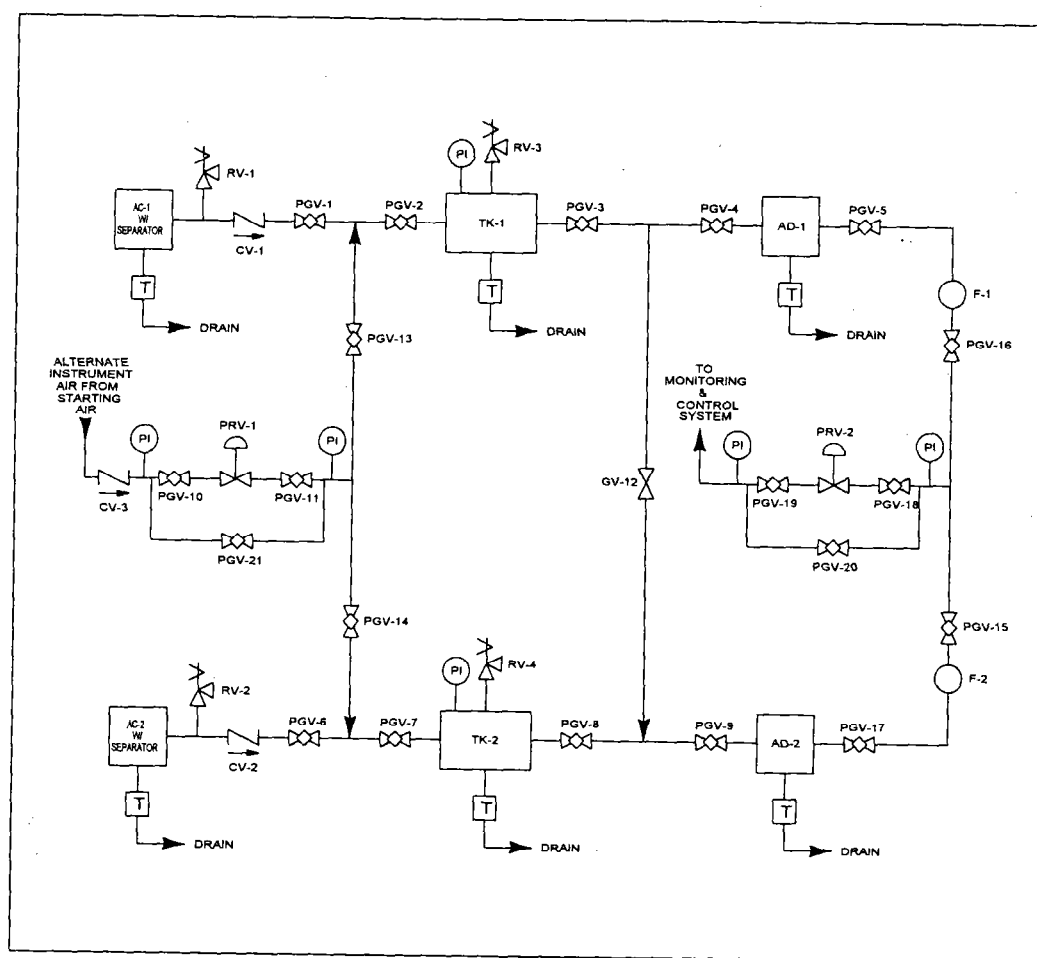 RV-1
AC-1
W/
SEPARATOR
CV-1
PGV-1
PGV-2
PI
RV-3
TK-1
PGV-3
PGV-4
AD-1
PGV-5
T
DRAIN
T
DRAIN
T
DRAIN
F-1
PGV-13
PGV-16
ALTERNATE
INSTRUMENT
AIR FROM
STARTING
AIR
TO
MONITORING
&
CONTROL
SYSTEM
PI
PRV-1
PI
PGV-10
PGV-11
CV-3
PGV-21
GV-12
PI
PRV-2
PI
PGV-19
PGV-18
PGV-20
PGV-14
PGV-15
RV-2
AC-2
W/
SEPARATOR
CV-2
PGV-6
PGV-7
PI
RV-4
TK-2
PGV-8
PGV-9
AD-2
PGV-17
F-2
T
DRAIN
T
DRAIN
T
DRAIN